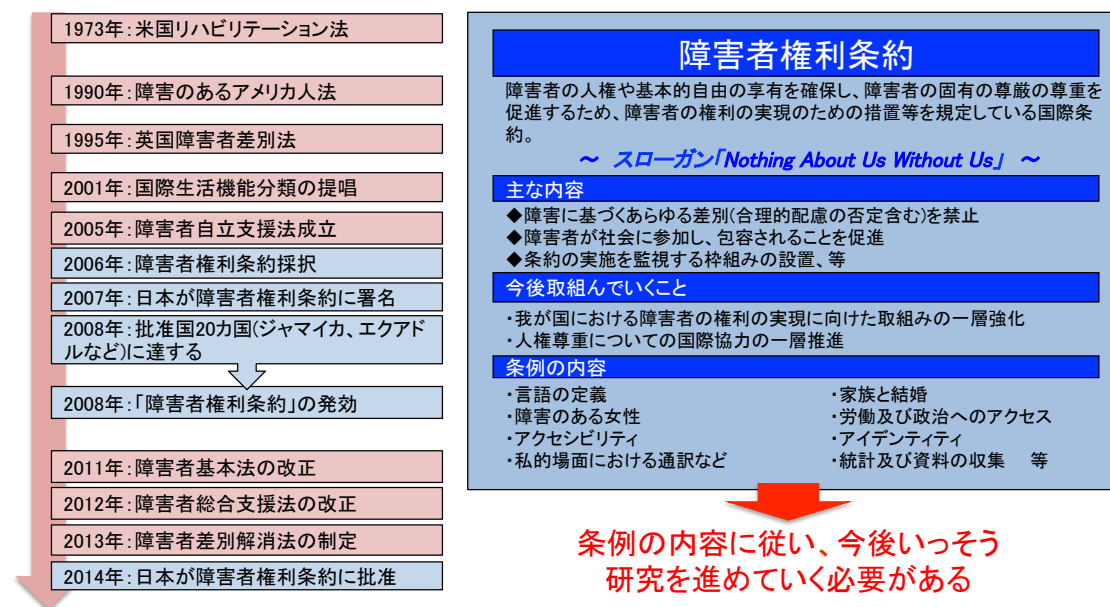 1973年：米国リハビリテーション法
1990年：障害のあるアメリカ人法
1995年：英国障害者差別法
2001年：国際生活機能分類の提唱
2005年：障害者自立支援法成立
2006年：障害者権利条約採択
2007年：日本が障害者権利条約に署名
2008年：批准国20カ国(ジャマイカ、エクアド
ルなど)に達する
2008年：「障害者権利条約」の発効
2011年：障害者基本法の改正
2012年：障害者総合支援法の改正
2013年：障害者差別解消法の制定
2014年：日本が障害者権利条約に批准
障害者権利条約
障害者の人権や基本的自由の享有を確保し、障害者の固有の尊厳の尊重を
促進するため、障害者の権利の実現のための措置等を規定している国際条
約。
～ スローガン「Nothing About Us Without Us」 ～
主な内容
◆障害に基づくあらゆる差別(合理的配慮の否定含む)を禁止
◆障害者が社会に参加し、包容されることを促進
◆条約の実施を監視する枠組みの設置、等
今後取組んでいくこと
・我が国における障害者の権利の実現に向けた取組みの一層強化
・人権尊重についての国際協力の一層推進
条例の内容
・言語の定義
・障害のある女性
・アクセシビリティ
・私的場面における通訳など
・家族と結婚
・労働及び政治へのアクセス
・アイデンティティ
・統計及び資料の収集 等
条例の内容に従い、今後いっそう
研究を進めていく必要がある